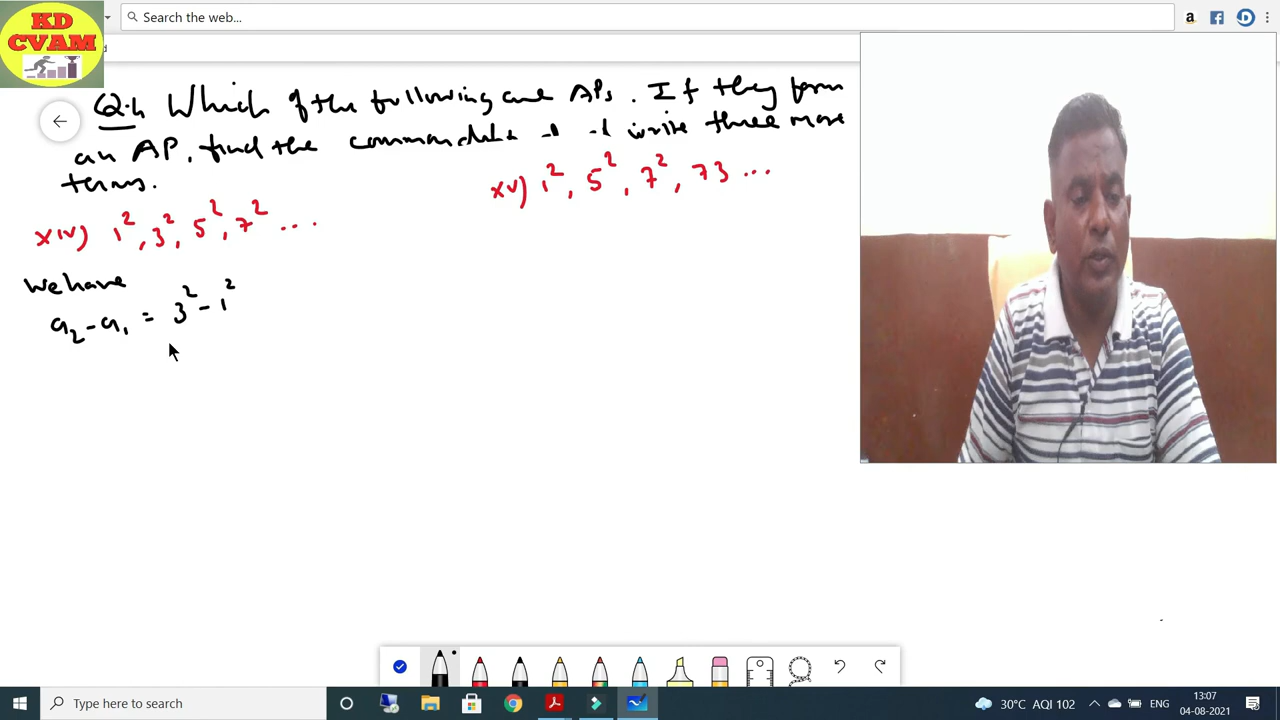 KD
CVAM
Search the web...
d
Q.4 Which of the following are APs. If they form
an AP, find the common write three more
terms.
xiv) 1², 3², 5², 7² ...
xv) 1², 5², 7², 73 ...
We have
a₂-a₁ = 3²-1²
Type here to search
30°C AQI 102
ENG
13:07
04-08-2021